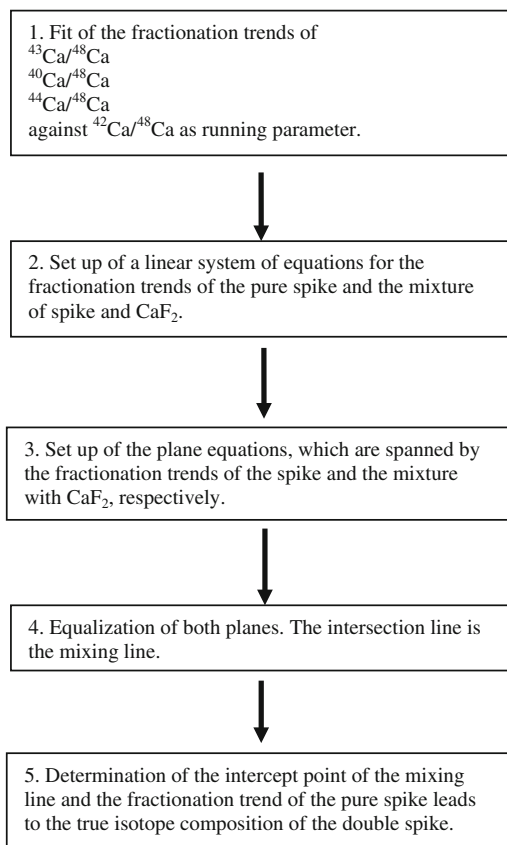 1. Fit of the fractionation trends of
⁴³Ca/⁴⁸Ca
⁴⁰Ca/⁴⁸Ca
⁴⁴Ca/⁴⁸Ca
against ⁴²Ca/⁴⁸Ca as running parameter.
2. Set up of a linear system of equations for the
fractionation trends of the pure spike and the mixture
of spike and CaF₂.
3. Set up of the plane equations, which are spanned by
the fractionation trends of the spike and the mixture
with CaF₂, respectively.
4. Equalization of both planes. The intersection line is
the mixing line.
5. Determination of the intercept point of the mixing
line and the fractionation trend of the pure spike leads
to the true isotope composition of the double spike.